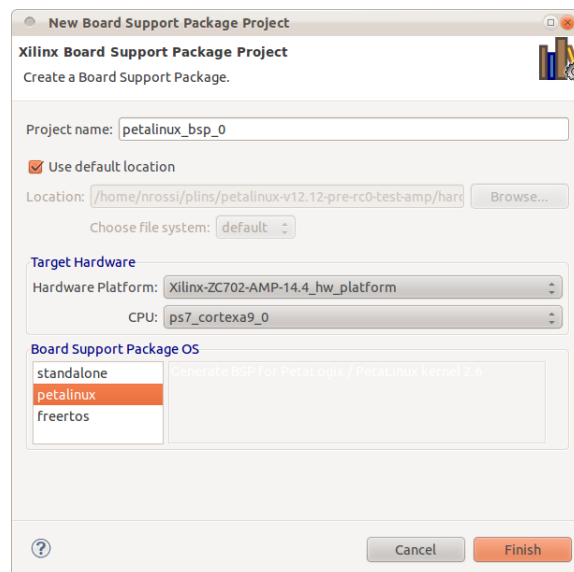 New Board Support Package Project
Xilinx Board Support Package Project
Create a Board Support Package.
Project name: petalinux_bsp_0
Use default location
Location: /home/nrossi/plins/petalinux-v12.12-pre-rc0-test-amp/hard Browse...
Choose file system: default
Target Hardware
Hardware Platform: Xilinx-ZC702-AMP-14.4_hw_platform
CPU: ps7_cortexa9_0
Board Support Package OS
standalone Generate BSP for PetaLogix / PetaLinux kernel 2.6
petalinux
freertos
? Cancel Finish